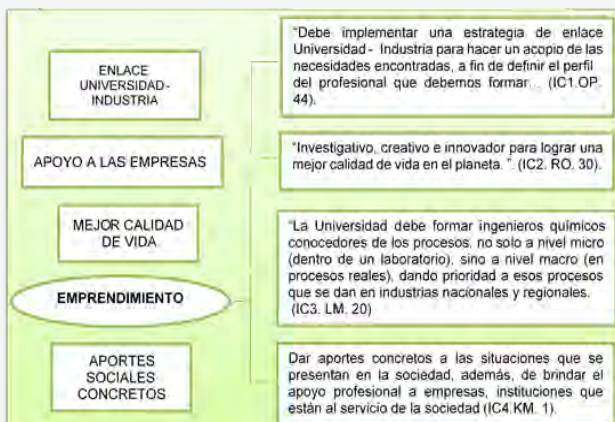 ENLACE
UNIVERSIDAD-
INDUSTRIA
APOYO A LAS EMPRESAS
MEJOR CALIDAD
DE VIDA
EMPRENDIMIENTO
APORTES
SOCIALES
CONCRETOS
“Debe implementar una estrategia de enlace
Universidad - Industria para hacer un acopio de las
necesidades encontradas, a fin de definir el perfil
del profesional que debemos formar... (IC1.OP.
44).
“Investigativo, creativo e innovador para lograr una
mejor calidad de vida en el planeta. ”. (IC2. RO. 30).
“La Universidad debe formar ingenieros químicos
conocedores de los procesos, no solo a nivel micro
(dentro de un laboratorio), sino a nivel macro (en
procesos reales), dando prioridad a esos procesos
que se dan en industrias nacionales y regionales.
(IC3. LM. 20)
Dar aportes concretos a las situaciones que se
presentan en la sociedad, además, de brindar el
apoyo profesional a empresas, instituciones que
están al servicio de la sociedad (IC4.KM. 1).